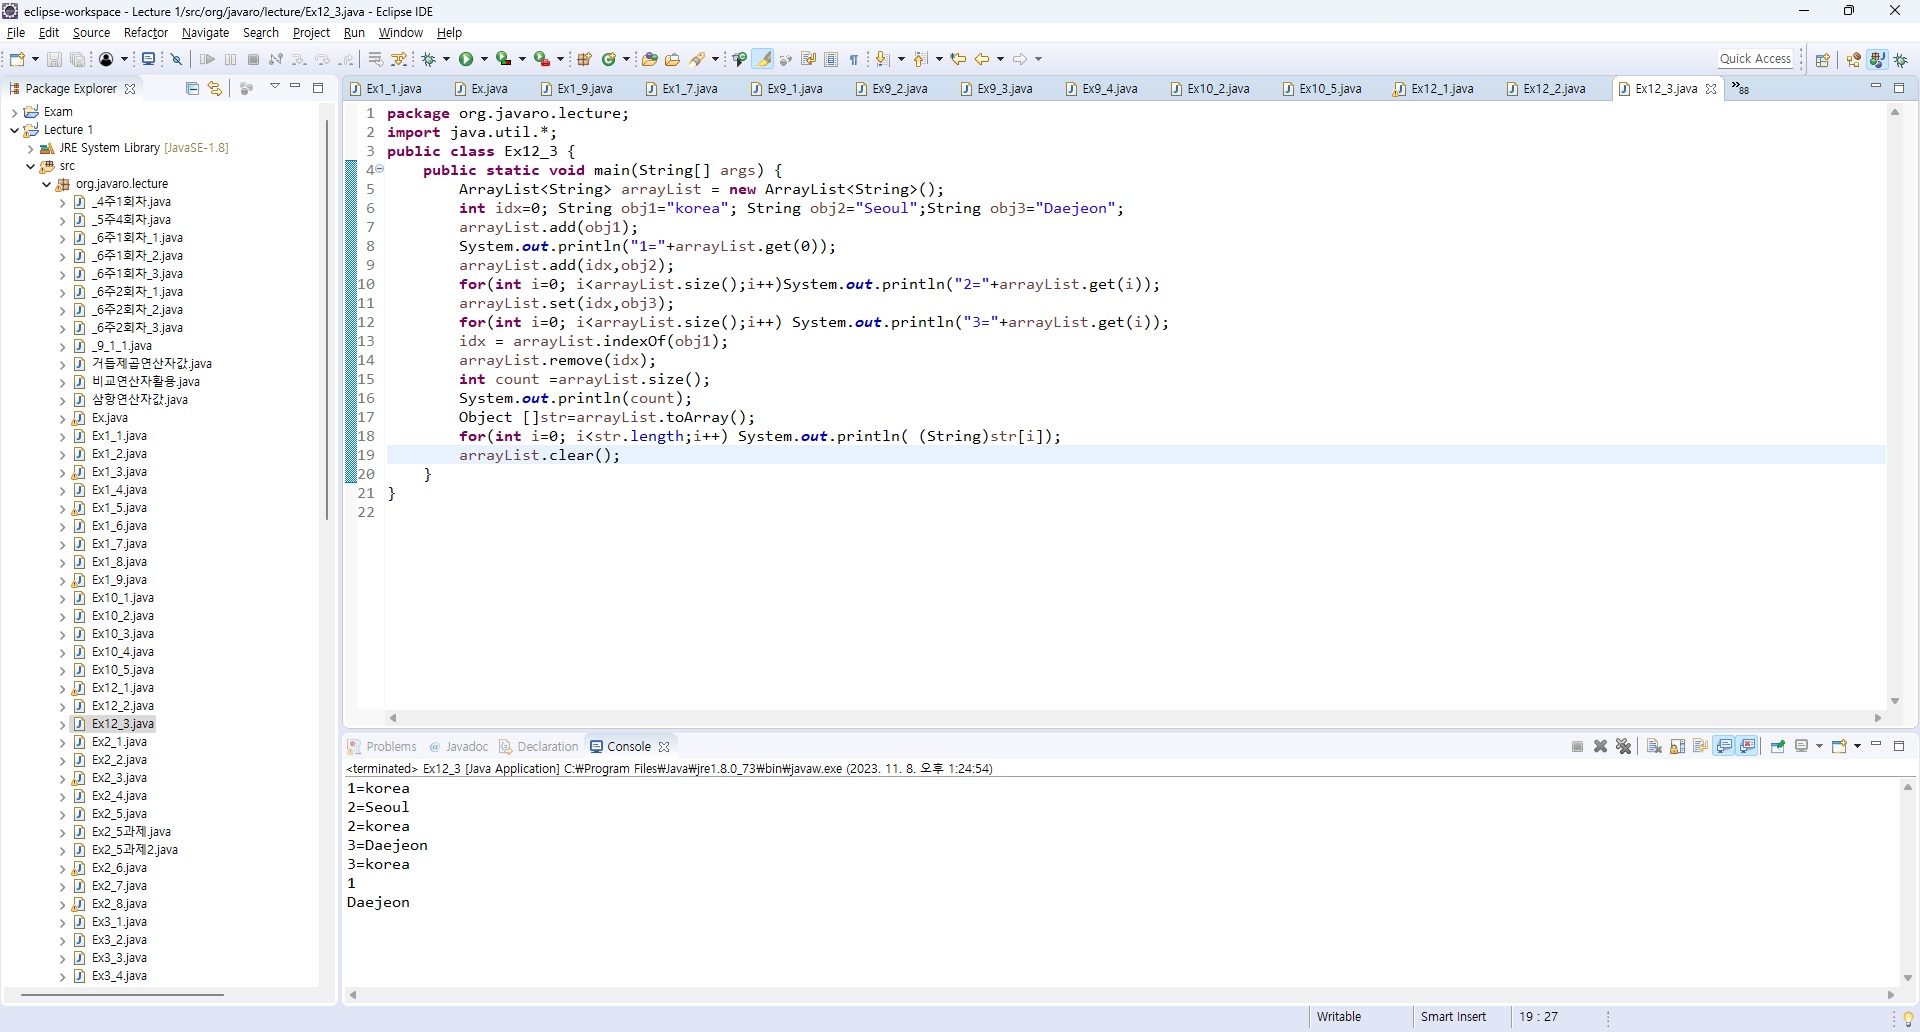 eclipse-workspace - Lecture 1/src/org/javaro/lecture/Ex12_3.java - Eclipse IDE
File Edit Source Refactor Navigate Search Project Run Window Help
Quick Access
Package Explorer
Exam
Lecture 1
JRE System Library [JavaSE-1.8]
src
org.javaro.lecture
_4주1회차.java
_5주4회차.java
_6주1회차_1.java
_6주1회차_2.java
_6주1회차_3.java
_6주2회차_1.java
_6주2회차_2.java
_6주2회차_3.java
_9_1_1.java
거듭제곱연산자값.java
비교연산자활용.java
삼항연산자값.java
Ex.java
Ex1_1.java
Ex1_2.java
Ex1_3.java
Ex1_4.java
Ex1_5.java
Ex1_6.java
Ex1_7.java
Ex1_8.java
Ex1_9.java
Ex10_1.java
Ex10_2.java
Ex10_3.java
Ex10_4.java
Ex10_5.java
Ex12_1.java
Ex12_2.java
Ex12_3.java
Ex2_1.java
Ex2_2.java
Ex2_3.java
Ex2_4.java
Ex2_5.java
Ex2_5과제.java
Ex2_5과제2.java
Ex2_6.java
Ex2_7.java
Ex2_8.java
Ex3_1.java
Ex3_2.java
Ex3_3.java
Ex3_4.java
Ex1_1.java Ex.java Ex1_9.java Ex1_7.java Ex9_1.java Ex9_2.java Ex9_3.java Ex9_4.java Ex10_2.java Ex10_5.java Ex12_1.java Ex12_2.java Ex12_3.java »88
1 package org.javaro.lecture;
2 import java.util.*;
3 public class Ex12_3 {
4 public static void main(String[] args) {
5 ArrayList<String> arrayList = new ArrayList<String>();
6 int idx=0; String obj1="korea"; String obj2="Seoul";String obj3="Daejeon";
7 arrayList.add(obj1);
8 System.out.println("1="+arrayList.get(0));
9 arrayList.add(idx,obj2);
10 for(int i=0; i<arrayList.size();i++)System.out.println("2="+arrayList.get(i));
11 arrayList.set(idx,obj3);
12 for(int i=0; i<arrayList.size();i++) System.out.println("3="+arrayList.get(i));
13 idx = arrayList.indexOf(obj1);
14 arrayList.remove(idx);
15 int count =arrayList.size();
16 System.out.println(count);
17 Object []str=arrayList.toArray();
18 for(int i=0; i<str.length;i++) System.out.println( (String)str[i]);
19 arrayList.clear();
20 }
21 }
22
Problems @ Javadoc Declaration Console
<terminated> Ex12_3 [Java Application] C:₩Program Files₩Java₩jre1.8.0_73₩bin₩javaw.exe (2023. 11. 8. 오후 1:24:54)
1=korea
2=Seoul
2=korea
3=Daejeon
3=korea
1
Daejeon
Writable Smart Insert 19 : 27